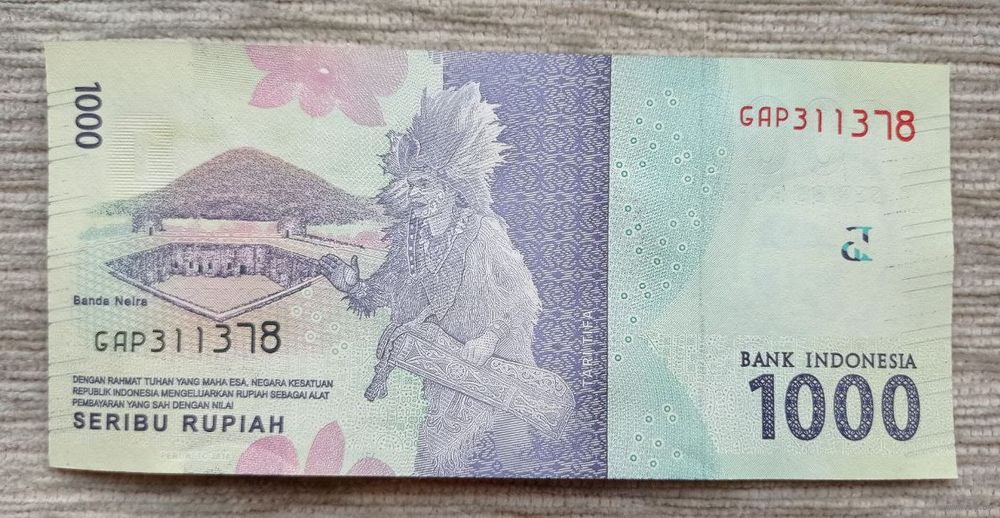 1000
GAP311378
Banda Neira
GAP311378
DENGAN RAHMAT TUHAN YANG MAHA ESA, NEGARA KESATUAN
REPUBLIK INDONESIA MENGELUARKAN RUPIAH SEBAGAI ALAT
PEMBAYARAN YANG SAH DENGAN NILAI
SERIBU RUPIAH
TARI TIFA
BANK INDONESIA
1000